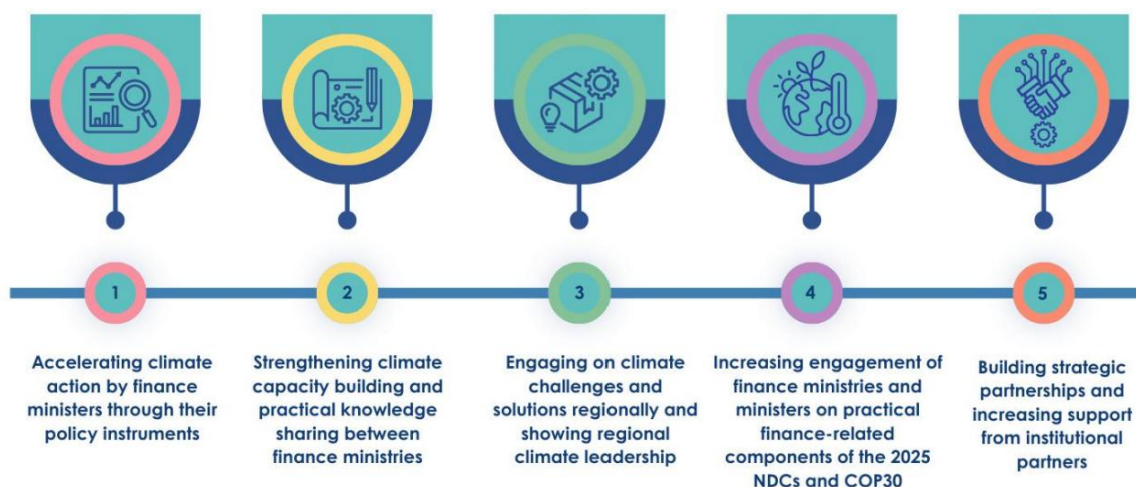 1
Accelerating climate
action by finance
ministers through their
policy instruments
2
Strengthening climate
capacity building and
practical knowledge
sharing between
finance ministries
3
Engaging on climate
challenges and
solutions regionally and
showing regional
climate leadership
4
Increasing engagement of
finance ministries and
ministers on practical
finance-related
components of the 2025
NDCs and COP30
5
Building strategic
partnerships and
increasing support
from institutional
partners